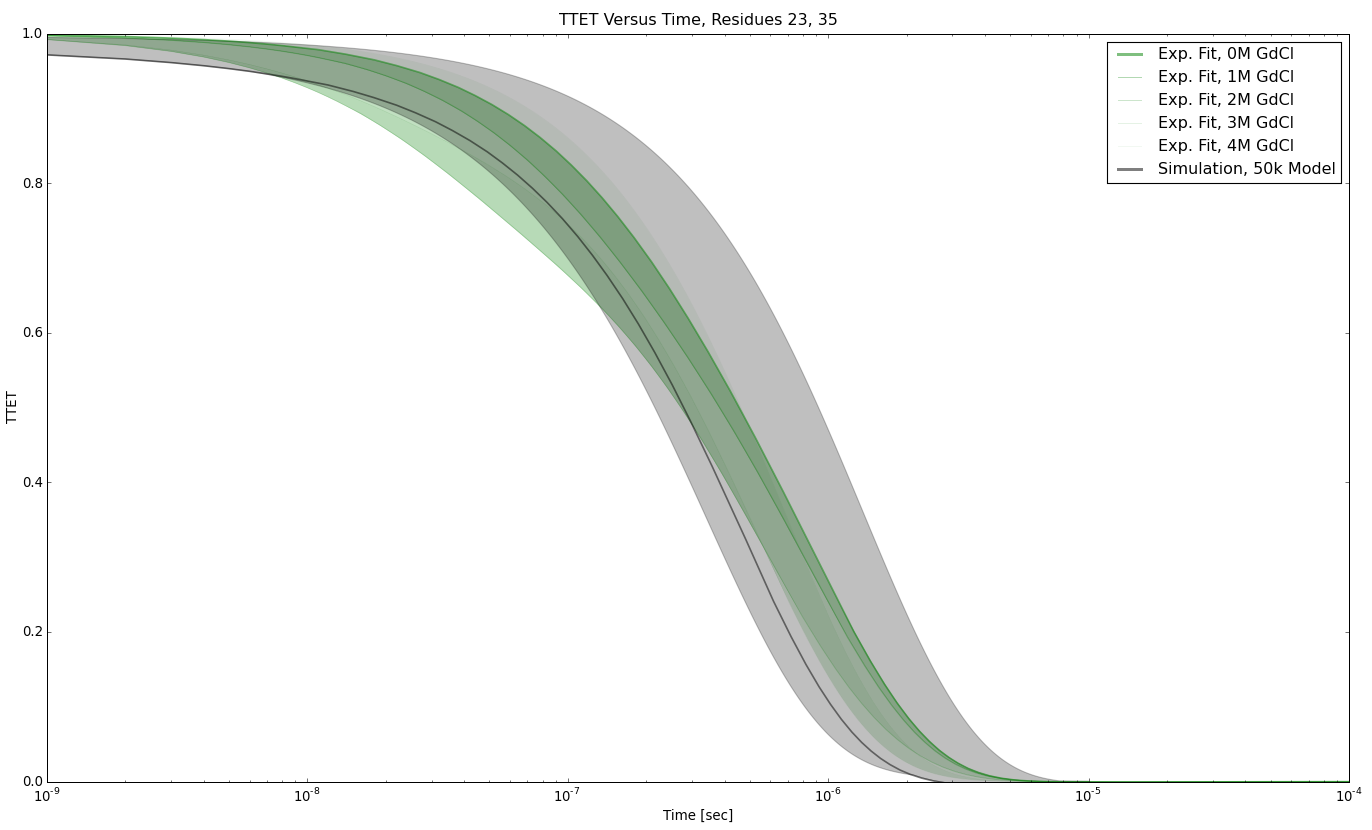 TTET Versus Time, Residues 23, 35
1.0
0.8
0.6
0.4
0.2
0.0
TTET
Exp. Fit, 0M GdCl
Exp. Fit, 1M GdCl
Exp. Fit, 2M GdCl
Exp. Fit, 3M GdCl
Exp. Fit, 4M GdCl
Simulation, 50k Model
10⁻⁹ 10⁻⁸ 10⁻⁷ 10⁻⁶ 10⁻⁵ 10⁻⁴
Time [sec]